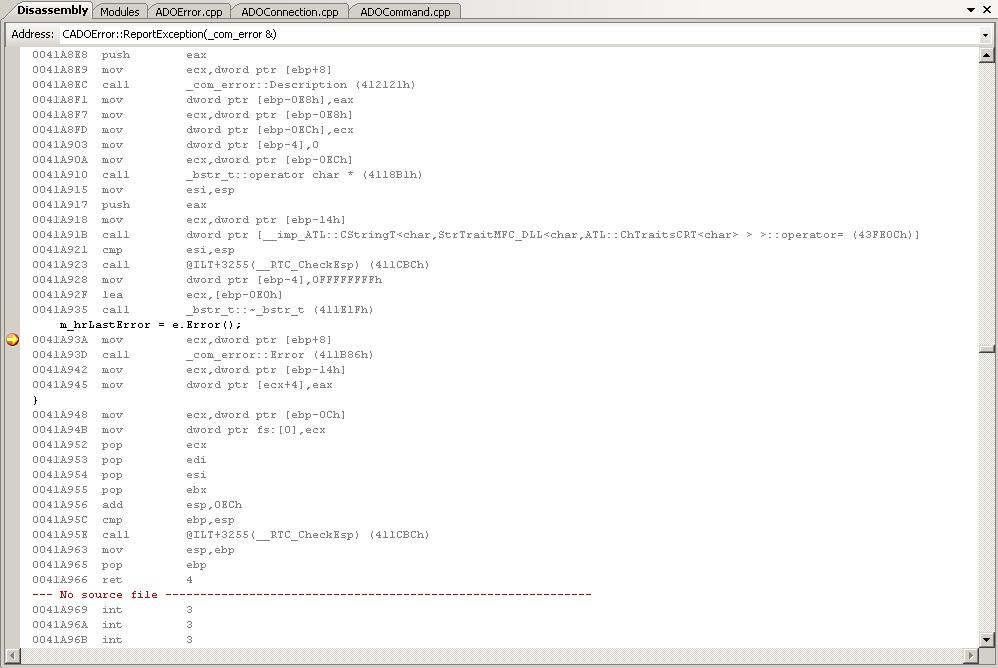 Disassembly Modules ADOError.cpp ADOConnection.cpp ADOCommand.cpp
Address: CADOError::ReportException(_com_error &)
0041A8E8 push eax
0041A8E9 mov ecx,dword ptr [ebp+8]
0041A8EC call _com_error::Description (412121h)
0041A8F1 mov dword ptr [ebp-0E8h],eax
0041A8F7 mov ecx,dword ptr [ebp-0E8h]
0041A8FD mov dword ptr [ebp-0ECh],ecx
0041A903 mov dword ptr [ebp-4],0
0041A90A mov ecx,dword ptr [ebp-0ECh]
0041A910 call _bstr_t::operator char * (4118B1h)
0041A915 mov esi,esp
0041A917 push eax
0041A918 mov ecx,dword ptr [ebp-14h]
0041A91B call dword ptr [__imp_ATL::CStringT<char,StrTraitMFC_DLL<char,ATL::ChTraitsCRT<char> > >::operator= (43FE0Ch)]
0041A921 cmp esi,esp
0041A923 call @ILT+3255(__RTC_CheckEsp) (411CBCh)
0041A928 mov dword ptr [ebp-4],0FFFFFFFFh
0041A92F lea ecx,[ebp-0E0h]
0041A935 call _bstr_t::~_bstr_t (411E1Fh)
m_hrLastError = e.Error();
0041A93A mov ecx,dword ptr [ebp+8]
0041A93D call _com_error::Error (411B86h)
0041A942 mov ecx,dword ptr [ebp-14h]
0041A945 mov dword ptr [ecx+4],eax
}
0041A948 mov ecx,dword ptr [ebp-0Ch]
0041A94B mov dword ptr fs:[0],ecx
0041A952 pop ecx
0041A953 pop edi
0041A954 pop esi
0041A955 pop ebx
0041A956 add esp,0ECh
0041A95C cmp ebp,esp
0041A95E call @ILT+3255(__RTC_CheckEsp) (411CBCh)
0041A963 mov esp,ebp
0041A965 pop ebp
0041A966 ret 4
--- No source file -------------------------------------------------------------
0041A969 int 3
0041A96A int 3
0041A96B int 3